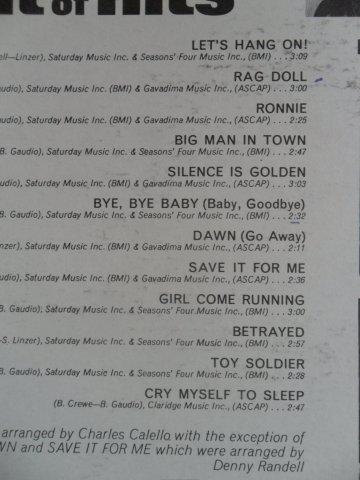 of hits
LET'S HANG ON!
Linzer), Saturday Music Inc. & Seasons' Four Music Inc., (BMI) . . . 3:09
RAG DOLL
audio), Saturday Music Inc. (BMI) & Gavadima Music Inc., (ASCAP) . . . 3:00
RONNIE
audio), Saturday Music Inc. (BMI) & Gavadima Music Inc., (ASCAP) . . . 2:25
BIG MAN IN TOWN
B. Gaudio), Saturday Music Inc. & Seasons' Four Music Inc., (BMI) . . . 2:47
SILENCE IS GOLDEN
audio), Saturday Music Inc. (BMI) & Gavadima Music Inc., (ASCAP) . . . 3:03
BYE, BYE BABY (Baby, Goodbye)
B. Gaudio), Saturday Music Inc. & Seasons' Four Music Inc., (BMI) . . . 2:32
DAWN (Go Away)
nzer), Saturday Music Inc. (BMI) & Gavadima Music Inc., (ASCAP) . . . 2:11
SAVE IT FOR ME
udio), Saturday Music Inc. (BMI) & Gavadima Music Inc., (ASCAP) . . . 2:36
GIRL COME RUNNING
B. Gaudio), Saturday Music Inc. & Seasons' Four Music Inc., (BMI) . . . 3:00
BETRAYED
S. Linzer), Saturday Music Inc. & Seasons' Four Music Inc., (BMI) . . . 2:57
TOY SOLDIER
B. Gaudio), Saturday Music Inc. & Seasons' Four Music Inc., (BMI) . . . 2:28
CRY MYSELF TO SLEEP
(B. Crewe—B. Gaudio), Claridge Music Inc., (ASCAP) . . . 2:47
arranged by Charles Calello with the exception of
WN and SAVE IT FOR ME which were arranged by
Denny Randell